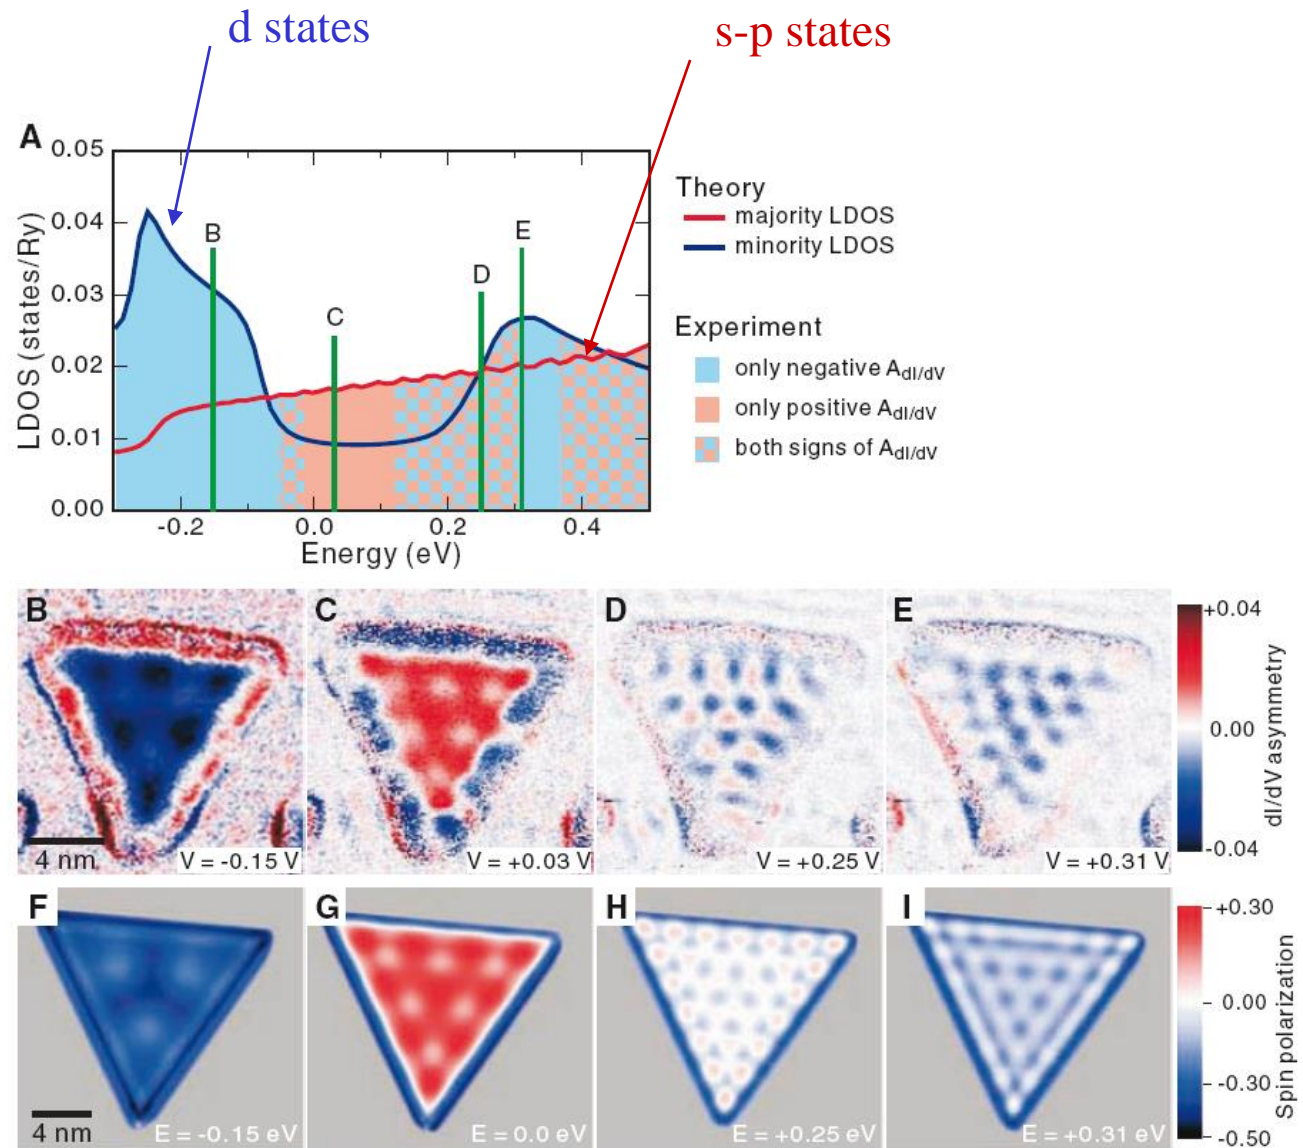 d states
s-p states
A
0.05
0.04
0.03
0.02
0.01
0.00
LDOS (states/Ry)
B
C
D
E
-0.2
0.0
0.2
0.4
Energy (eV)
Theory
majority LDOS
minority LDOS
Experiment
only negative AdI/dV
only positive AdI/dV
both signs of AdI/dV
B
4 nm
V = -0.15 V
C
V = +0.03 V
D
V = +0.25 V
E
V = +0.31 V
+0.04
0.00
-0.04
dI/dV asymmetry
F
4 nm
E = -0.15 eV
G
E = 0.0 eV
H
E = +0.25 eV
I
E = +0.31 eV
+0.30
0.00
-0.30
-0.50
Spin polarization